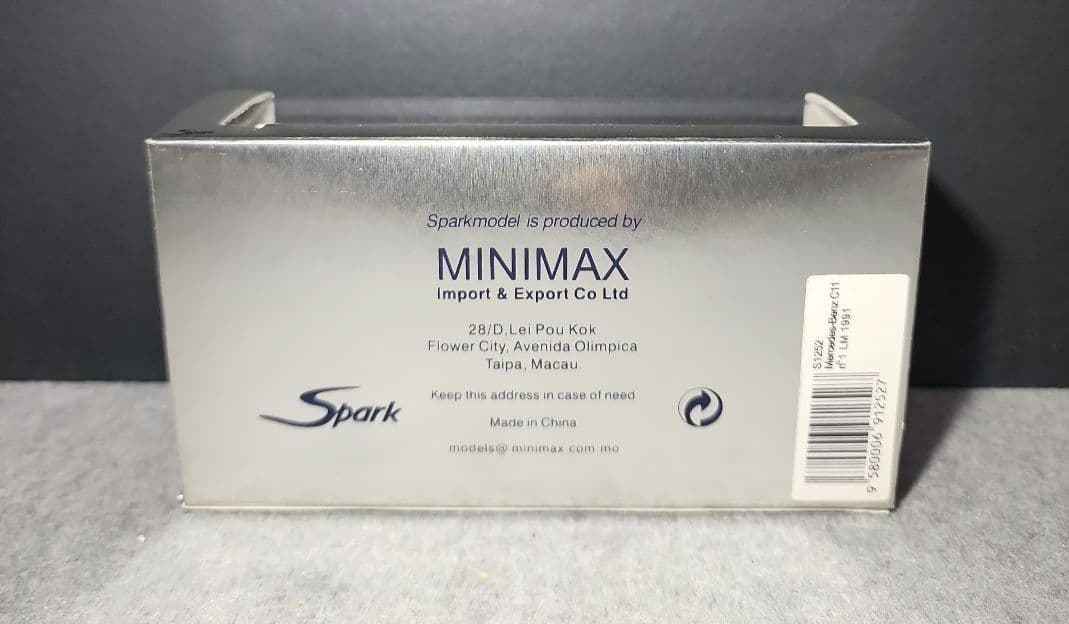 Sparkmodel is produced by
MINIMAX
Import & Export Co Ltd
28/D,Lei Pou Kok
Flower City, Avenida Olimpica
Taipa, Macau.
Keep this address in case of need
Made in China
models@ minimax com mo
Spark
S1252
Mercedes-Benz C11
n°1 LM 1991
9 580006 912527